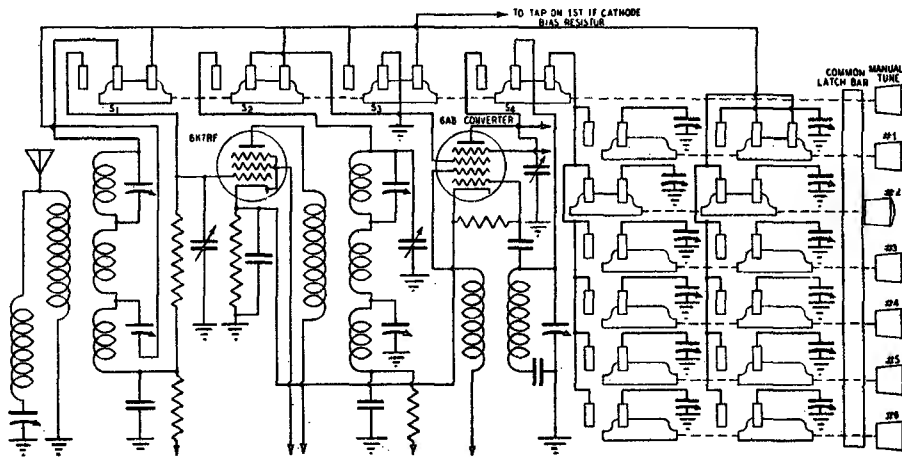 TO TAP ON 1ST IF CATHODE
BIAS RESISTOR
COMMON
LATCH BAR
MANUAL
TUNE
S1
S2
S3
S4
6K7RF
6A8 CONVERTER
#1
#2
#3
#4
#5
#6